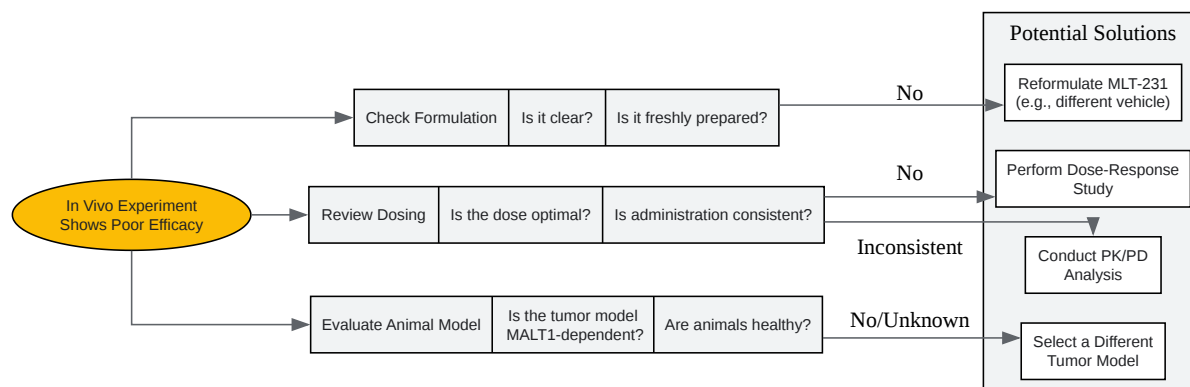 Potential Solutions
In Vivo Experiment
Shows Poor Efficacy
Check Formulation
Is it clear?
Is it freshly prepared?
No
Reformulate MLT-231
(e.g., different vehicle)
Review Dosing
Is the dose optimal?
Is administration consistent?
No
Perform Dose-Response
Study
Inconsistent
Conduct PK/PD
Analysis
Evaluate Animal Model
Is the tumor model
MALT1-dependent?
Are animals healthy?
No/Unknown
Select a Different
Tumor Model